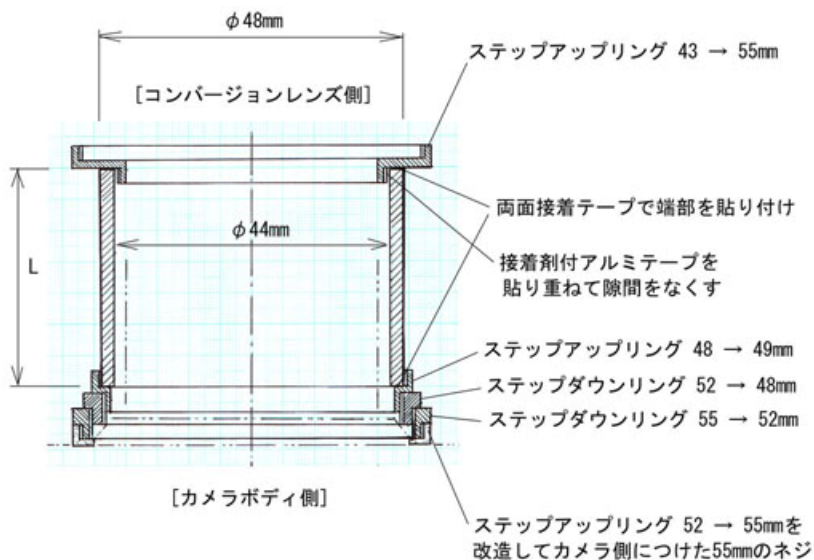 φ48mm
ステップアップリング 43 → 55mm
[コンバージョンレンズ側]
両面接着テープで端部を貼り付け
φ44mm
接着剤付アルミテープを
貼り重ねて隙間をなくす
L
ステップアップリング 48 → 49mm
ステップダウンリング 52 → 48mm
ステップダウンリング 55 → 52mm
[カメラボディ側]
ステップアップリング 52 → 55mmを
改造してカメラ側につけた55mmのネジ